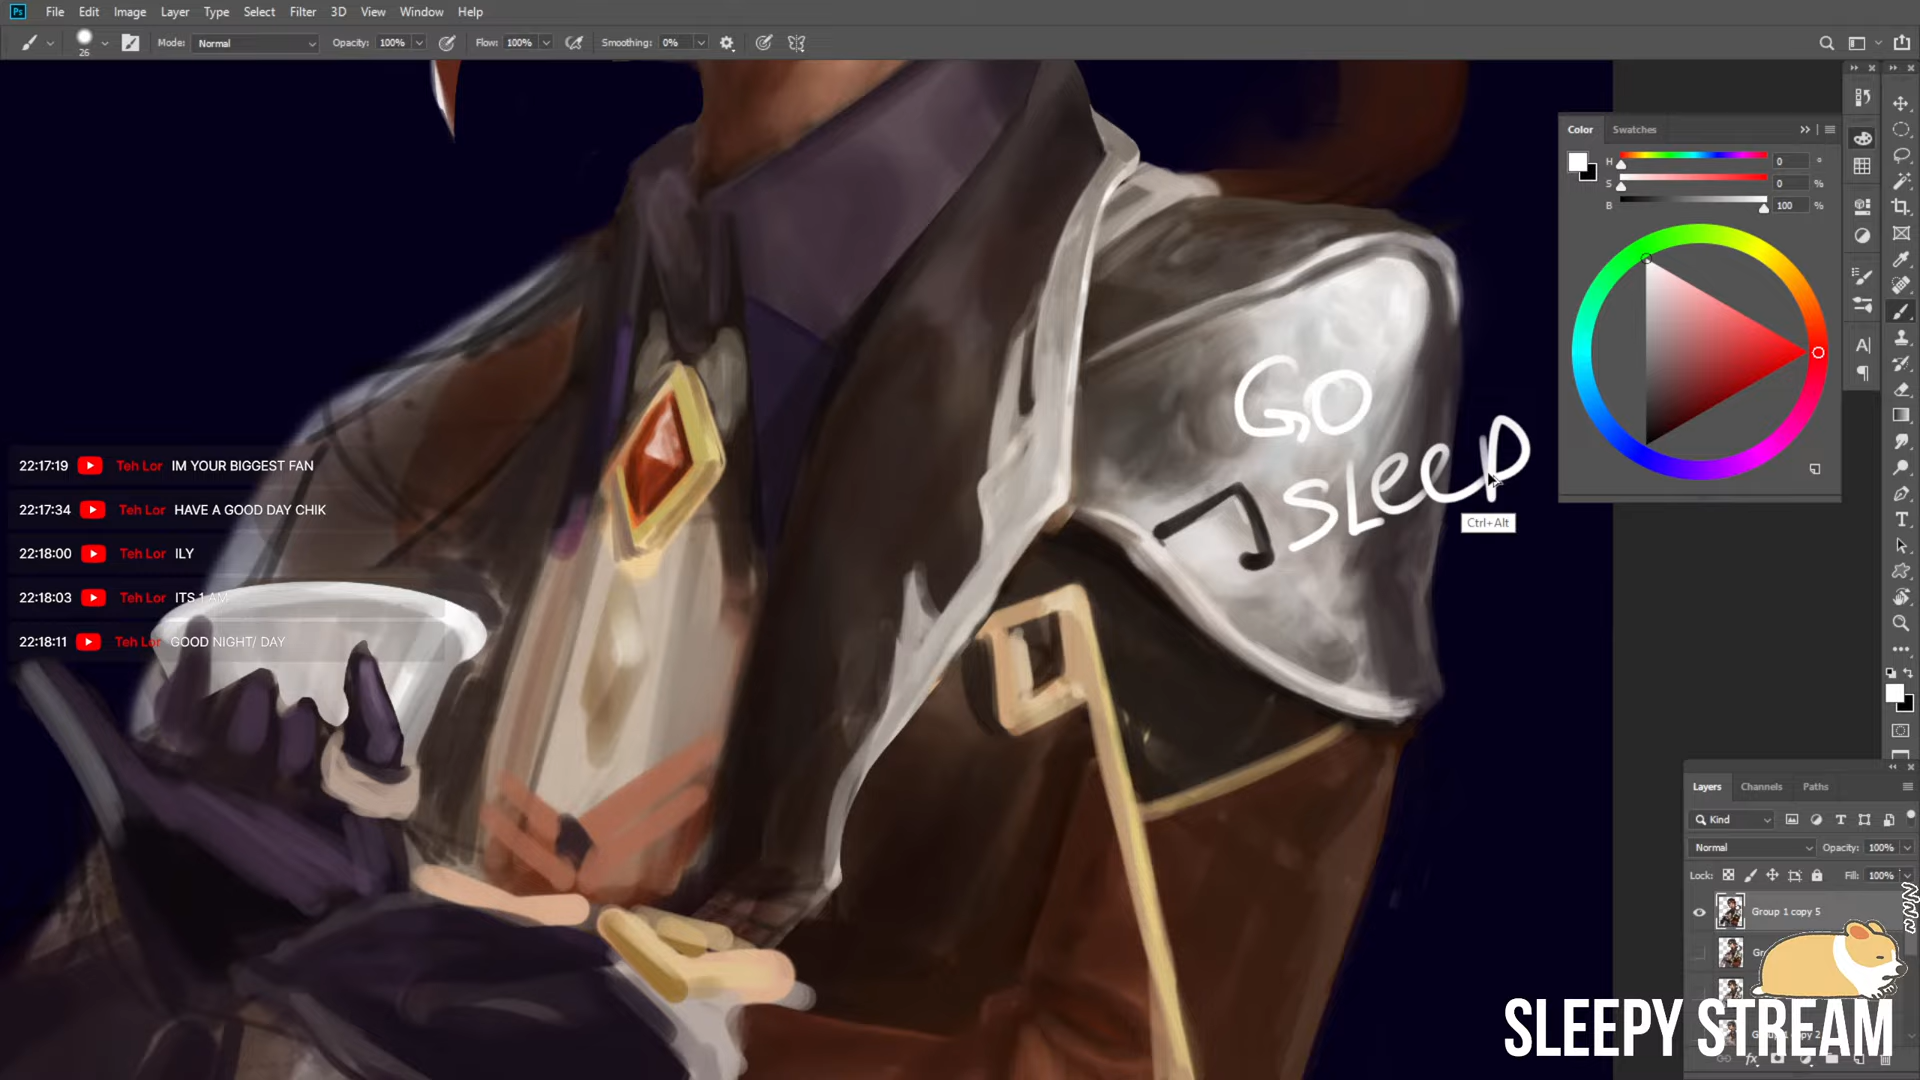 Ps File Edit Image Layer Type Select Filter 3D View Window Help
26 Mode: Normal Opacity: 100% Flow: 100% Smoothing: 0%
Color Swatches
H 0 °
S 0 %
B 100 %
GO
SLEEP
Ctrl+Alt
22:17:19 Teh Lor IM YOUR BIGGEST FAN
22:17:34 Teh Lor HAVE A GOOD DAY CHIK
22:18:00 Teh Lor ILY
22:18:03 Teh Lor ITS 1 AM
22:18:11 Teh Lor GOOD NIGHT/ DAY
Layers Channels Paths
Kind
Normal Opacity: 100%
Lock: Fill: 100%
Group 1 copy 5
SLEEPY STREAM